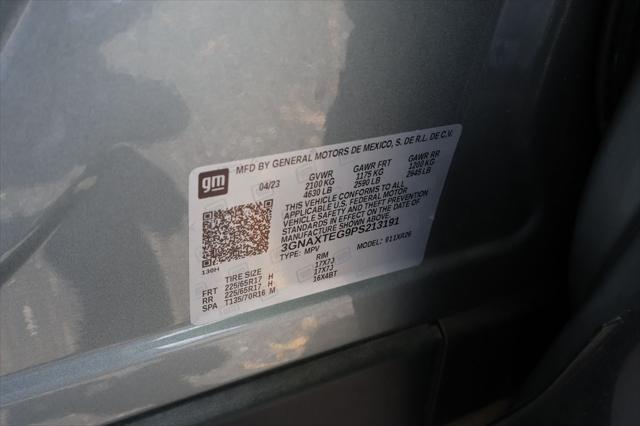 gm
MFD BY GENERAL MOTORS DE MEXICO, S. DE R.L. DE C.V.
04/23 GVWR GAWR FRT GAWR RR
2100 KG 1175 KG 1200 KG
4630 LB 2590 LB 2645 LB
THIS VEHICLE CONFORMS TO ALL
APPLICABLE U.S. FEDERAL MOTOR
VEHICLE SAFETY AND THEFT PREVENTION
STANDARDS IN EFFECT ON THE DATE OF
MANUFACTURE SHOWN ABOVE.
3GNAXTEG9PS213191
TYPE: MPV MODEL: 911XR26
130H
TIRE SIZE RIM
FRT 225/65R17 H 17X7J
RR 225/65R17 H 17X7J
SPA T135/70R16 M 16X4BT